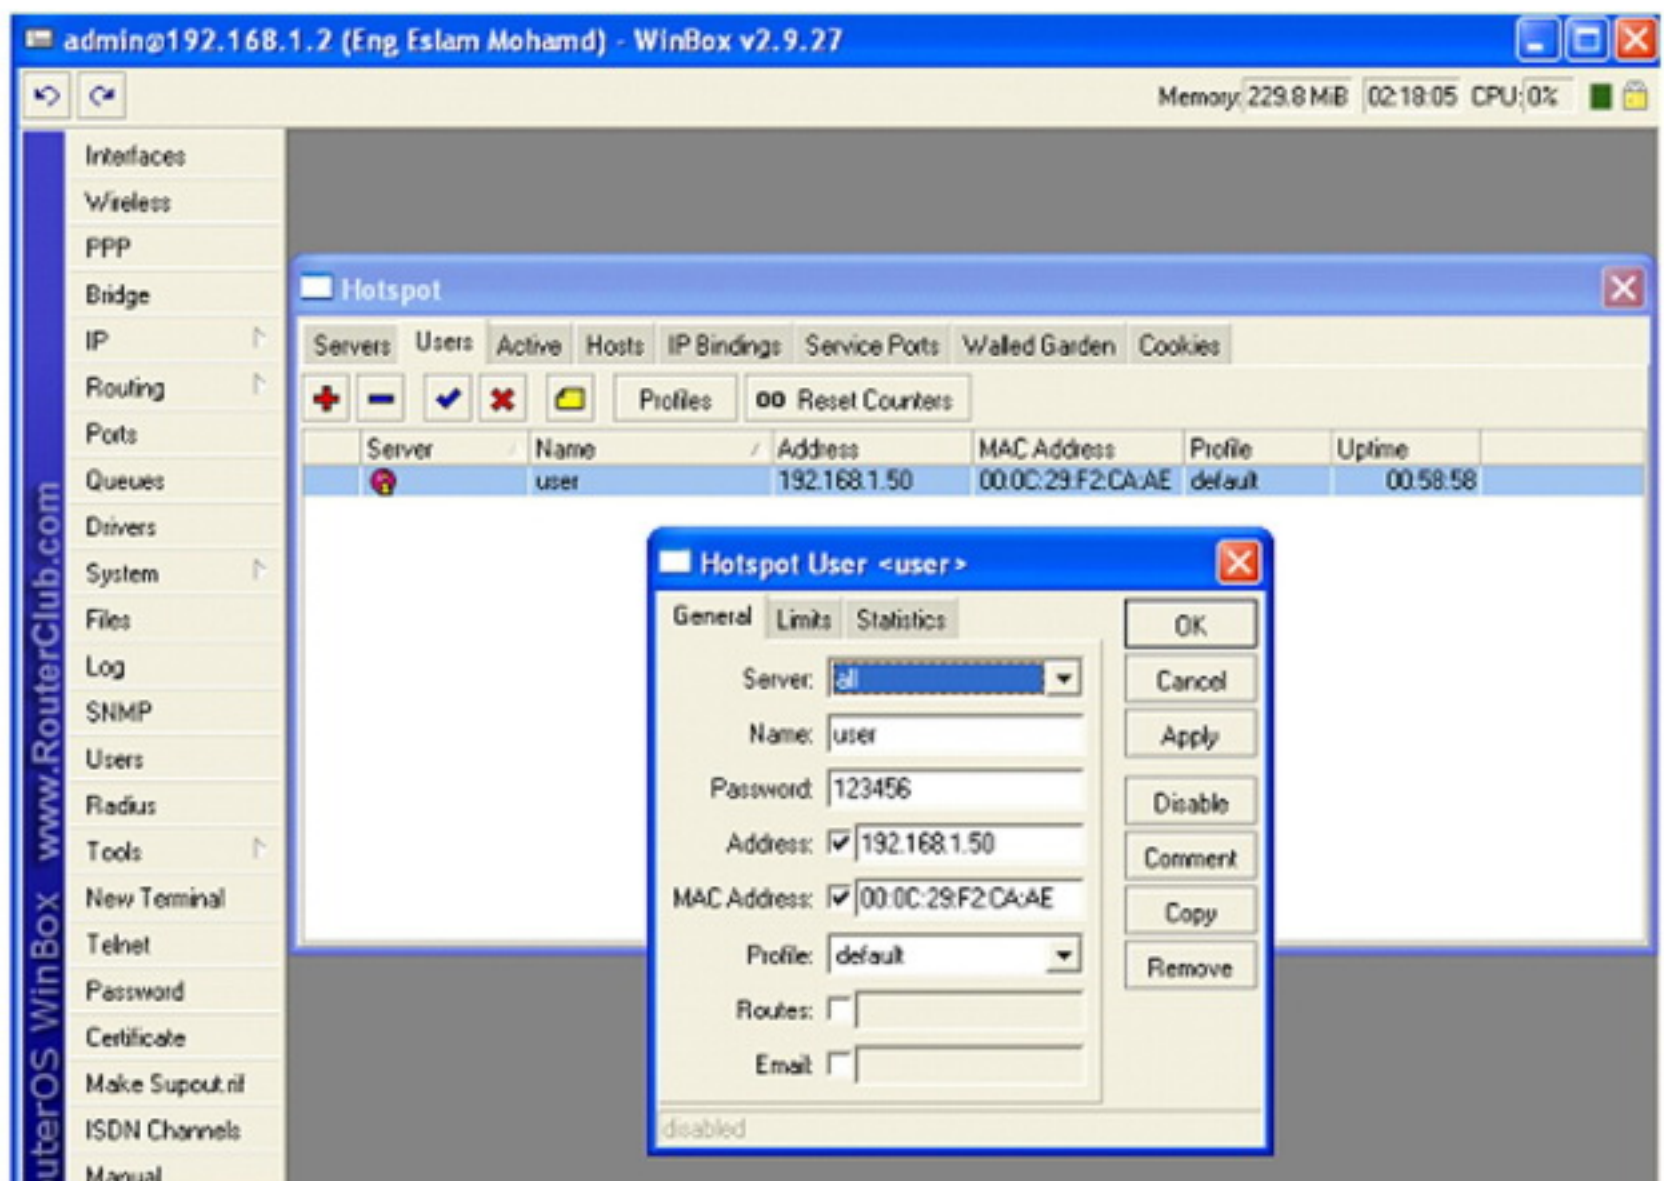 admin@192.168.1.2 (Eng Eslam Mohamd) - WinBox v2.9.27
Memory: 229.8 MiB 02:18:05 CPU: 0%
Interfaces
Wireless
PPP
Bridge
IP
Routing
Ports
Queues
Drivers
System
Files
Log
SNMP
Users
Radius
Tools
New Terminal
Telnet
Password
Certificate
Make Supout.rif
ISDN Channels
Manual
uterOS WinBox www.RouterClub.com
Hotspot
Servers Users Active Hosts IP Bindings Service Ports Walled Garden Cookies
Profiles 00 Reset Counters
Server Name Address MAC Address Profile Uptime
user 192.168.1.50 00:0C:29:F2:CA:AE default 00:58:58
Hotspot User <user>
General Limits Statistics
Server: all
Name: user
Password: 123456
Address: 192.168.1.50
MAC Address: 00:0C:29:F2:CA:AE
Profile: default
Routes:
Email:
OK
Cancel
Apply
Disable
Comment
Copy
Remove
disabled